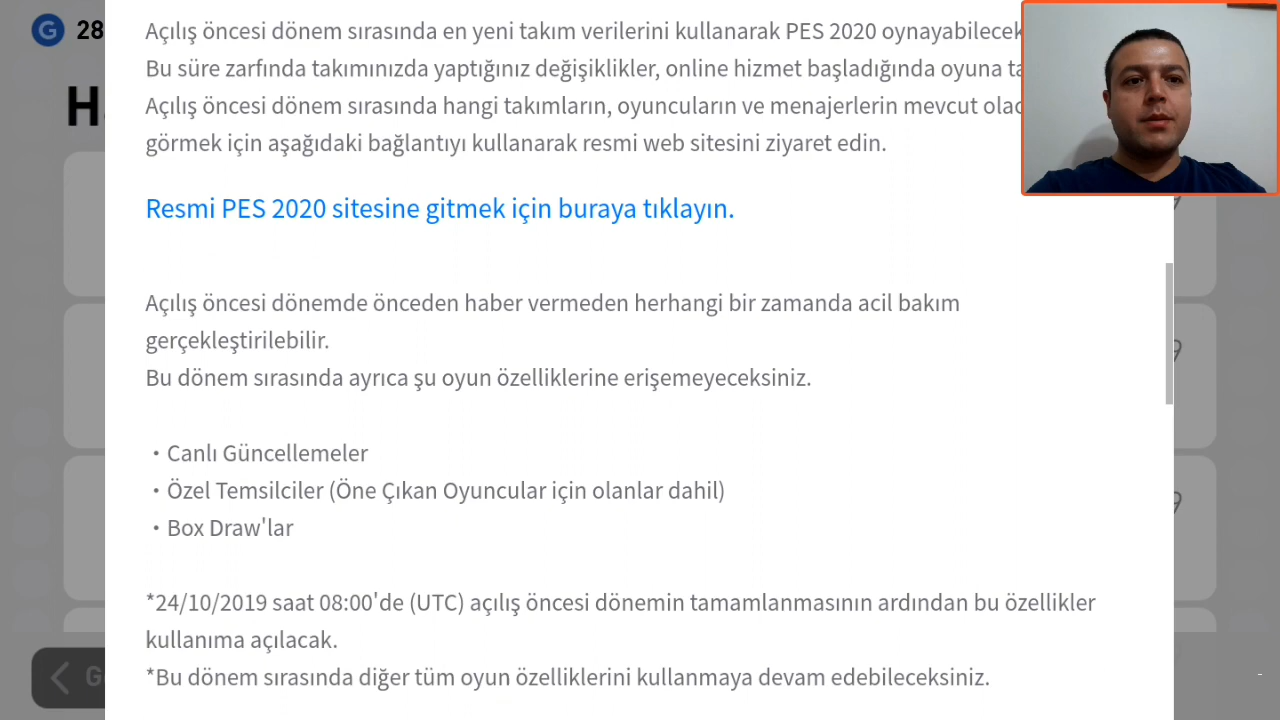 G 28
H
Açılış öncesi dönem sırasında en yeni takım verilerini kullanarak PES 2020
Bu süre zarfında takımınızda yaptığınız değişiklikler, online hizmet başladığında oyuna
Açılış öncesi dönem sırasında hangi takımların, oyuncuların ve menajerlerin mevcut
görmek için aşağıdaki bağlantıyı kullanarak resmi web sitesini ziyaret edin.
Resmi PES 2020 sitesine gitmek için buraya tıklayın.
Açılış öncesi dönemde önceden haber vermeden herhangi bir zamanda acil bakım
gerçekleştirilebilir.
Bu dönem sırasında ayrıca şu oyun özelliklerine erişemeyeceksiniz.
・Canlı Güncellemeler
・Özel Temsilciler (Öne Çıkan Oyuncular için olanlar dahil)
・Box Draw'lar
*24/10/2019 saat 08:00'de (UTC) açılış öncesi dönemin tamamlanmasının ardından bu özellikler
kullanıma açılacak.
*Bu dönem sırasında diğer tüm oyun özelliklerini kullanmaya devam edebileceksiniz.